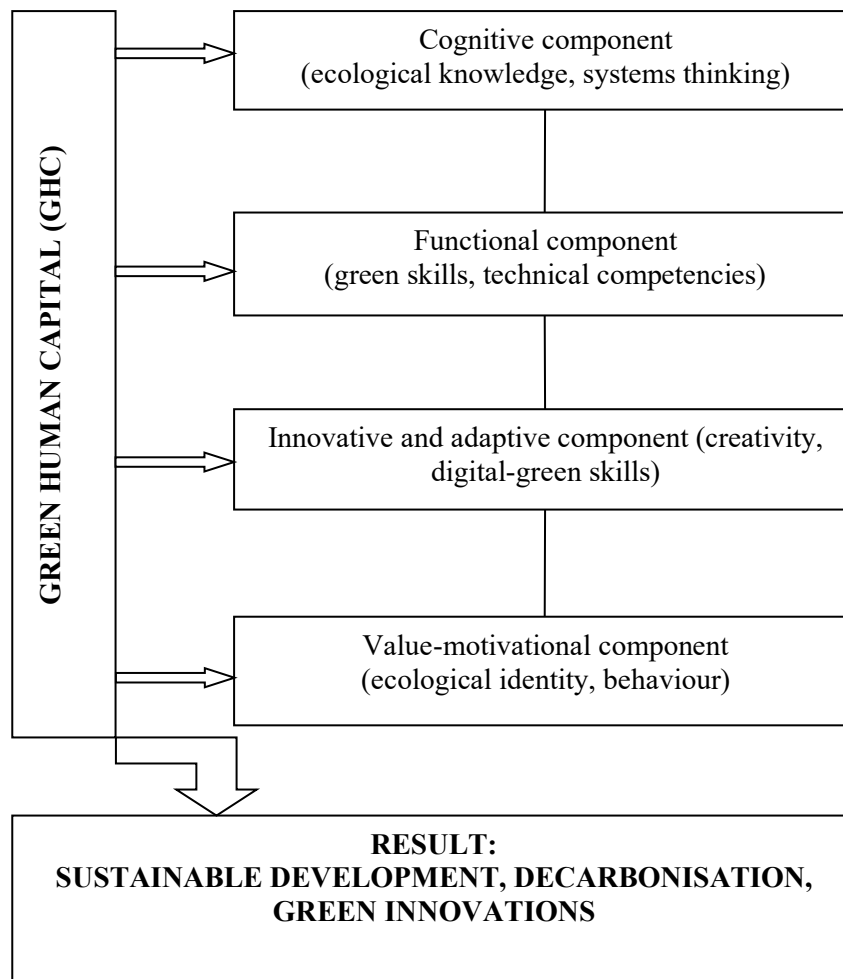 GREEN HUMAN CAPITAL (GHC)
Cognitive component
(ecological knowledge, systems thinking)
Functional component
(green skills, technical competencies)
Innovative and adaptive component (creativity,
digital-green skills)
Value-motivational component
(ecological identity, behaviour)
RESULT:
SUSTAINABLE DEVELOPMENT, DECARBONISATION,
GREEN INNOVATIONS